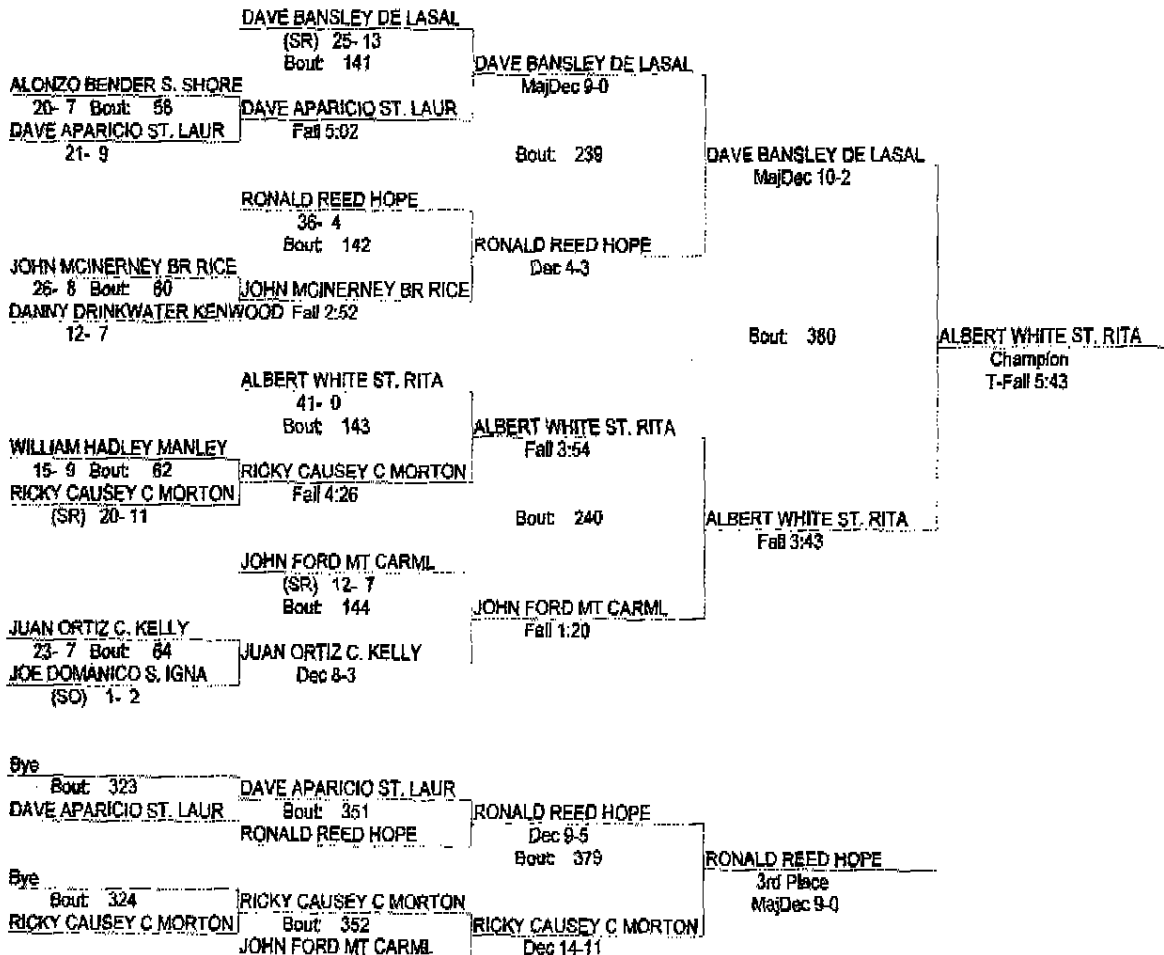 DAVE BANSLEY DE LASAL
(SR) 25-13
Bout: 141
DAVE BANSLEY DE LASAL
MajDec 9-0
ALONZO BENDER S. SHORE
20- 7 Bout: 58
DAVE APARICIO ST. LAUR
DAVE APARICIO ST. LAUR
Fall 5:02
21- 9
Bout: 239
DAVE BANSLEY DE LASAL
MajDec 10-2
RONALD REED HOPE
36- 4
Bout: 142
RONALD REED HOPE
Dec 4-3
JOHN MCINERNEY BR RICE
26- 8 Bout: 60
JOHN MCINERNEY BR RICE
DANNY DRINKWATER KENWOOD Fall 2:52
12- 7
Bout: 380
ALBERT WHITE ST. RITA
Champion
T-Fall 5:43
ALBERT WHITE ST. RITA
41- 0
Bout: 143
ALBERT WHITE ST. RITA
Fall 3:54
WILLIAM HADLEY MANLEY
15- 9 Bout: 62
RICKY CAUSEY C MORTON
RICKY CAUSEY C MORTON
Fall 4:26
(SR) 20-11
Bout: 240
ALBERT WHITE ST. RITA
Fall 3:43
JOHN FORD MT CARML
(SR) 12- 7
Bout: 144
JOHN FORD MT CARML
Fall 1:20
JUAN ORTIZ C. KELLY
23- 7 Bout: 64
JUAN ORTIZ C. KELLY
JOE DOMANICO S. IGNA
Dec 8-3
(SO) 1- 2
Bye
Bout: 323
DAVE APARICIO ST. LAUR
DAVE APARICIO ST. LAUR
Bout: 351
RONALD REED HOPE
RONALD REED HOPE
Dec 9-5
Bout: 379
RONALD REED HOPE
3rd Place
MajDec 9-0
Bye
Bout: 324
RICKY CAUSEY C MORTON
RICKY CAUSEY C MORTON
Bout: 352
RICKY CAUSEY C MORTON
JOHN FORD MT CARML
Dec 14-11